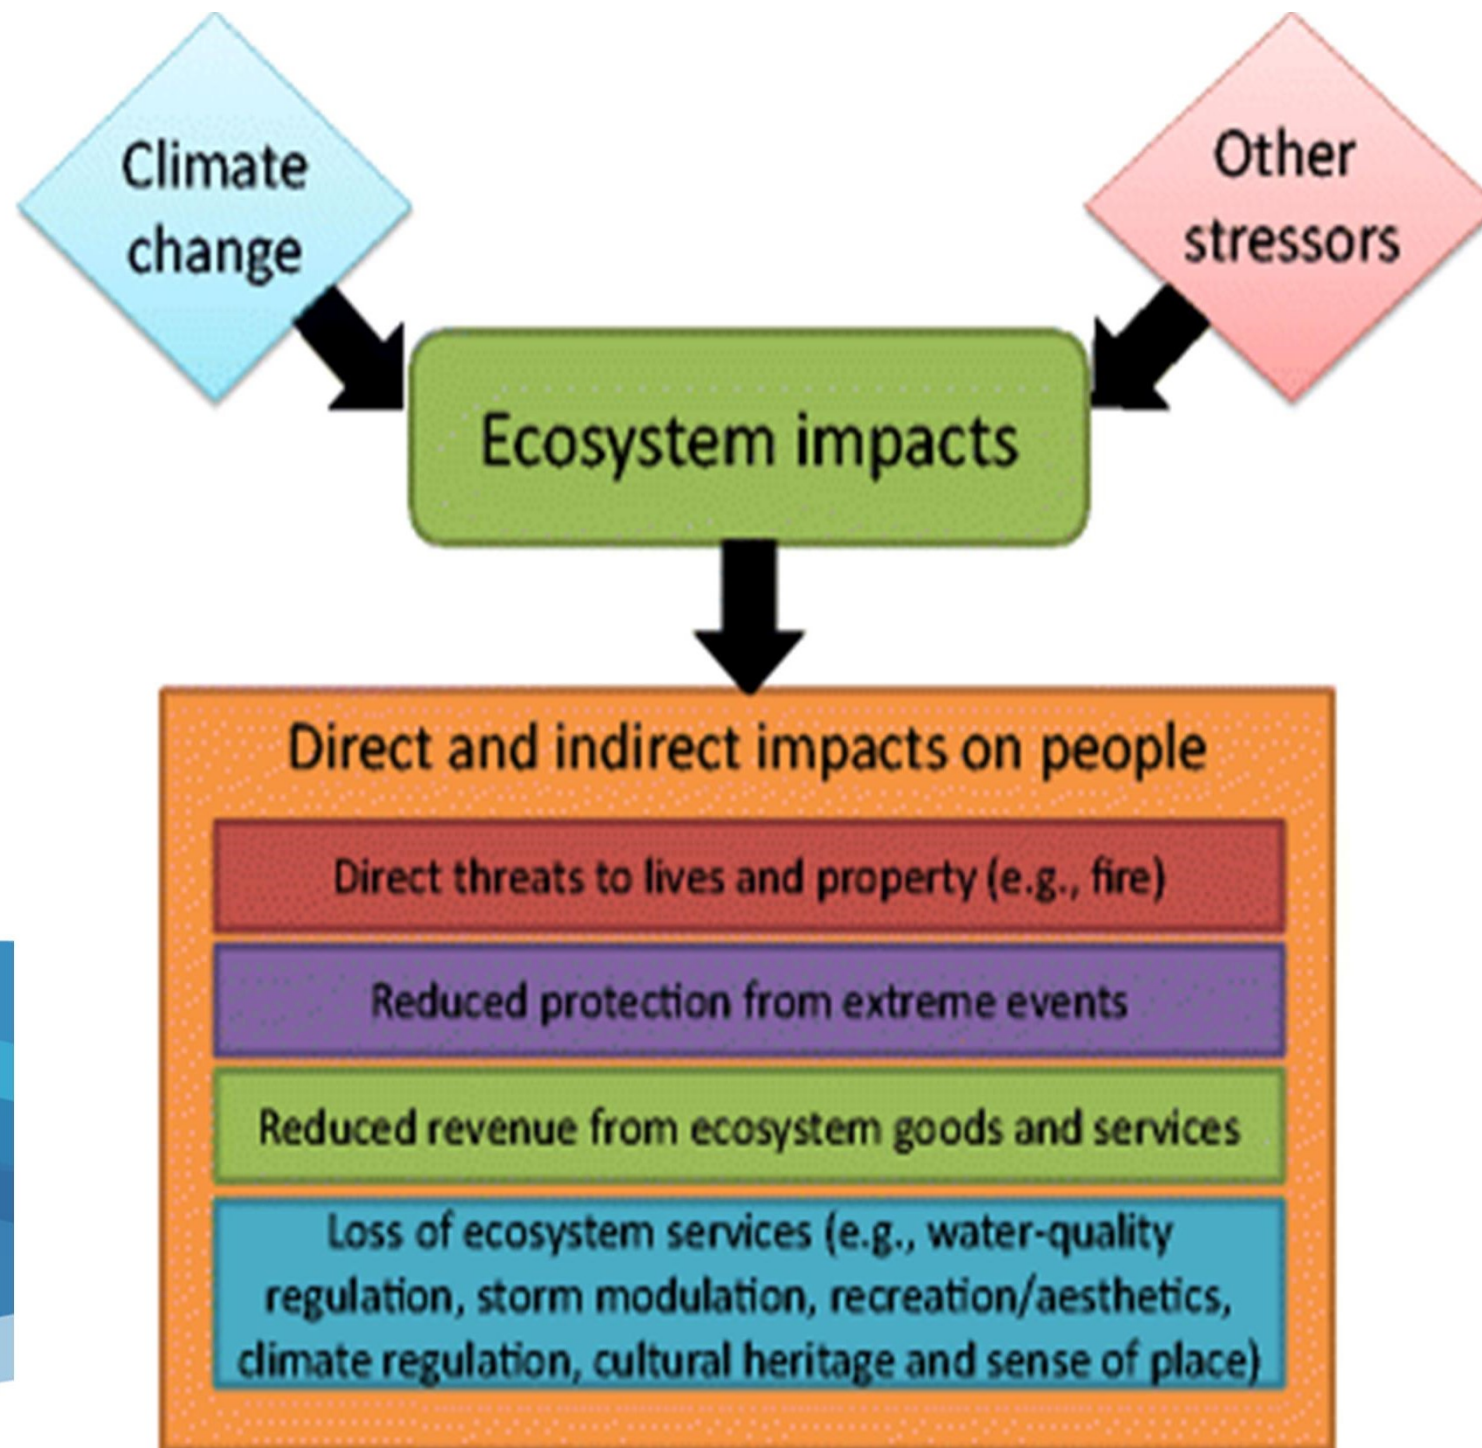 Climate
change
Other
stressors
Ecosystem impacts
Direct and indirect impacts on people
Direct threats to lives and property (e.g., fire)
Reduced protection from extreme events
Reduced revenue from ecosystem goods and services
Loss of ecosystem services (e.g., water-quality
regulation, storm modulation, recreation/aesthetics,
climate regulation, cultural heritage and sense of place)